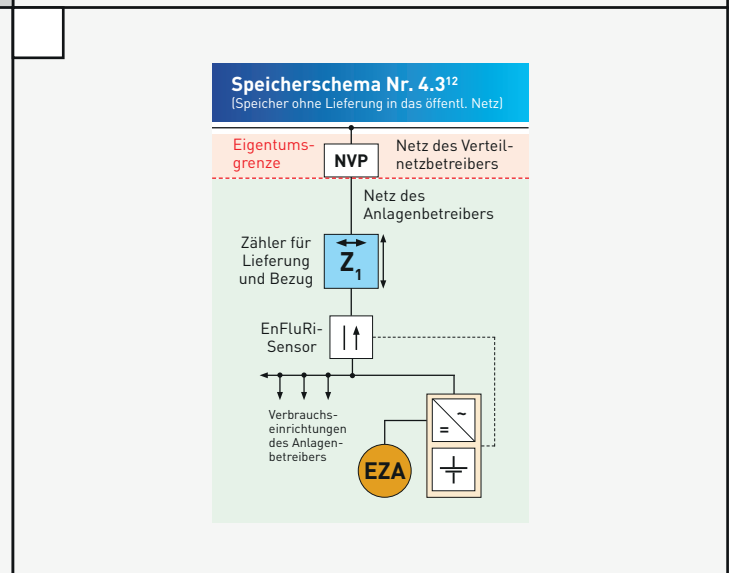 Speicherschema Nr. 4.3¹²
(Speicher ohne Lieferung in das öffentl. Netz)
Eigentums-
grenze
NVP
Netz des Verteil-
netzbetreibers
Netz des
Anlagenbetreibers
Zähler für
Lieferung
und Bezug
Z₁
EnFluRi-
Sensor
Verbrauchs-
einrichtungen
des Anlagen-
betreibers
EZA
~
=